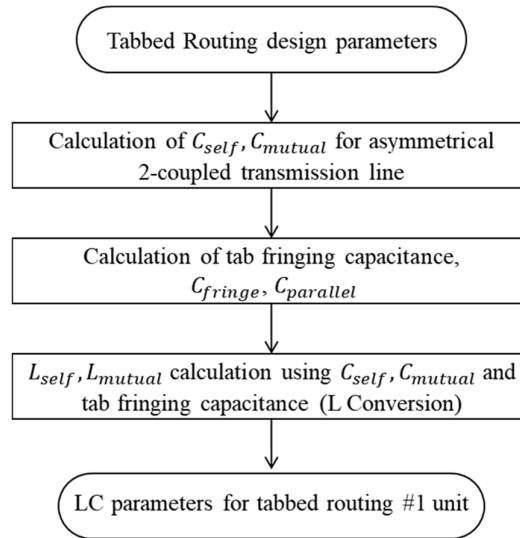 Tabbed Routing design parameters
Calculation of C_self, C_mutual for asymmetrical
2-coupled transmission line
Calculation of tab fringing capacitance,
C_fringe, C_parallel
L_self, L_mutual calculation using C_self, C_mutual and
tab fringing capacitance (L Conversion)
LC parameters for tabbed routing #1 unit